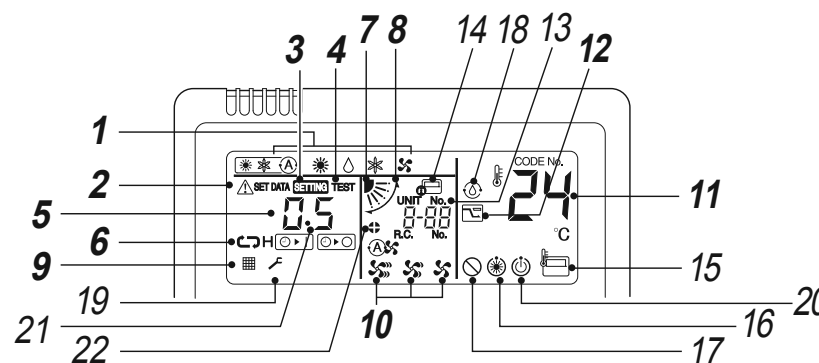 7 8 14 18 13 12
3 4
1
A
CODE No.
2 SET DATA SETTING TEST
UNIT No.
24 11
5 0.5 8-88
R.C. No.
6 H
°C
A
9
15
19
10
20
21
16
22
17